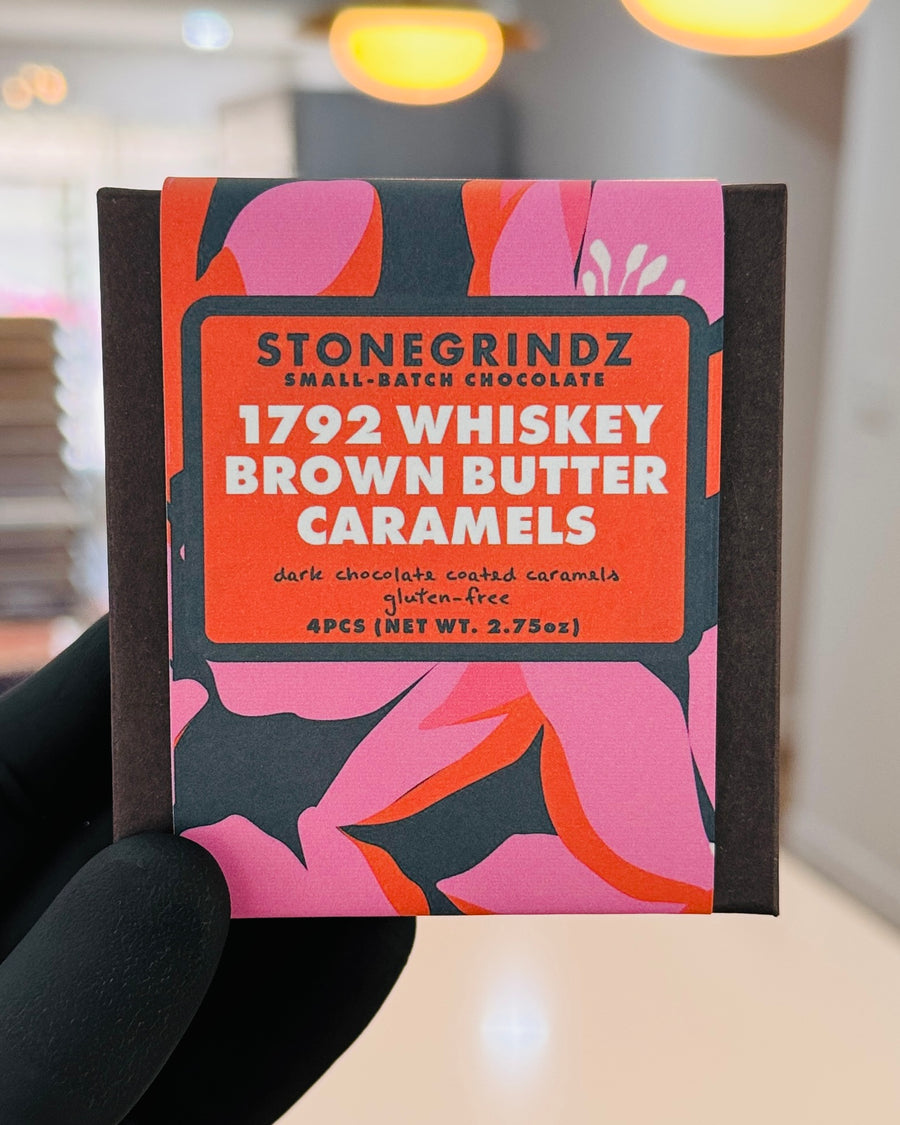 STONEGRINDZ
SMALL-BATCH CHOCOLATE
1792 WHISKEY
BROWN BUTTER
CARAMELS
dark chocolate coated caramels
gluten-free
4PCS (NET WT. 2.75oz)